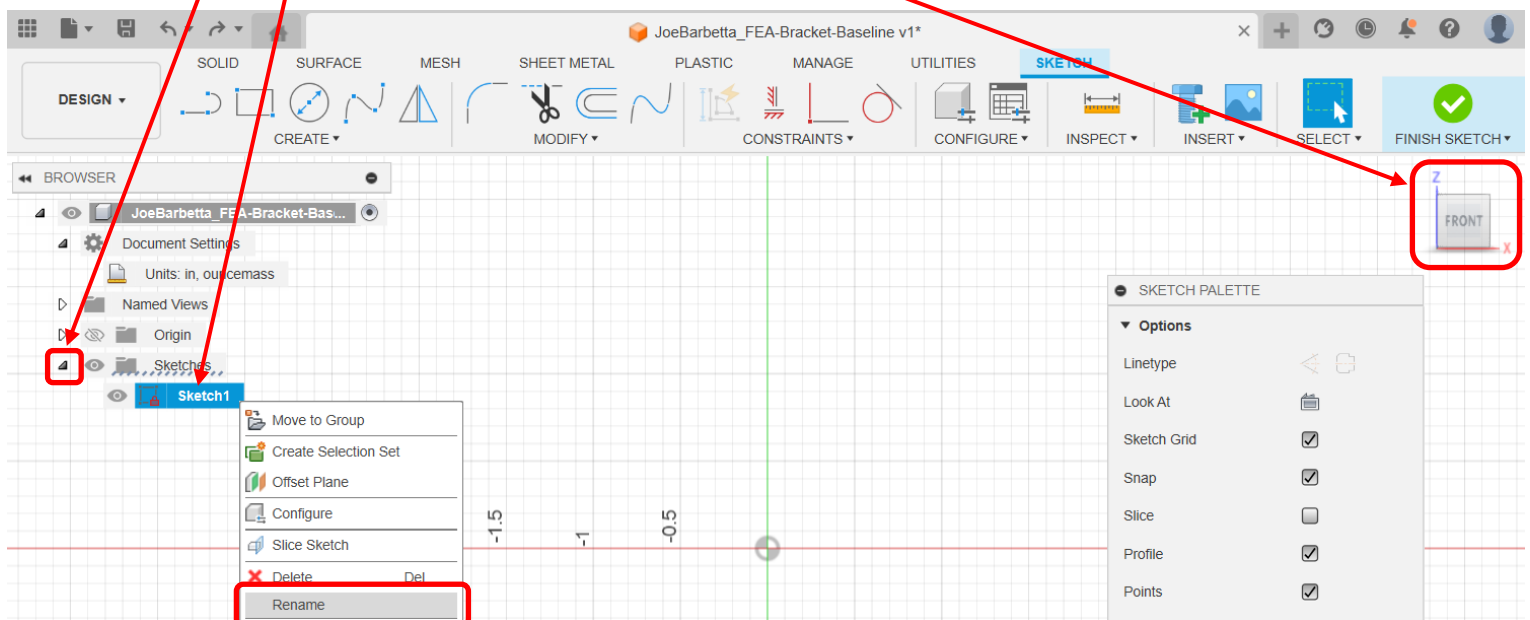 JoeBarbetta_FEA-Bracket-Baseline v1*
SOLID SURFACE MESH SHEET METAL PLASTIC MANAGE UTILITIES SKETCH
DESIGN
CREATE MODIFY CONSTRAINTS CONFIGURE INSPECT INSERT SELECT FINISH SKETCH
BROWSER
JoeBarbetta_FEA-Bracket-Bas...
Document Settings
Units: in, ouncemass
Named Views
Origin
Sketches
Sketch1
Move to Group
Create Selection Set
Offset Plane
Configure
Slice Sketch
Delete Del
Rename
-1.5
-1
-0.5
Z
FRONT
X
SKETCH PALETTE
Options
Linetype
Look At
Sketch Grid
Snap
Slice
Profile
Points